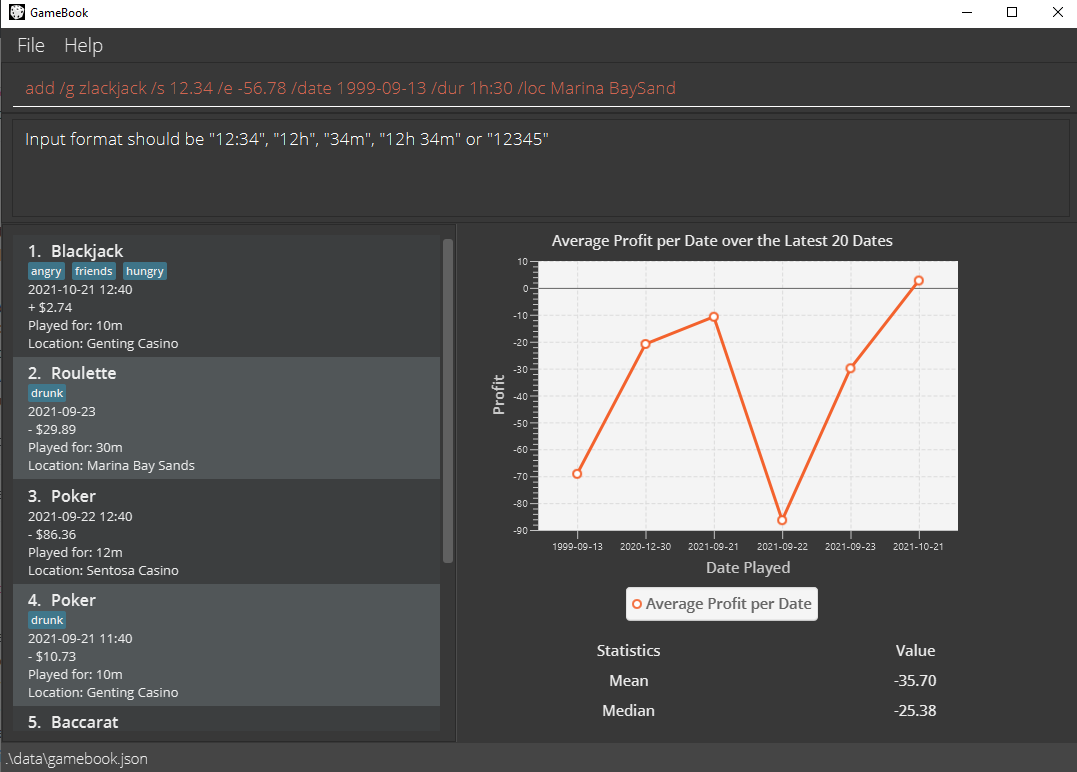 GameBook
File Help
add /g zlackjack /s 12.34 /e -56.78 /date 1999-09-13 /dur 1h:30 /loc Marina BaySand
Input format should be "12:34", "12h", "34m", "12h 34m" or "12345"
1. Blackjack
angry friends hungry
2021-10-21 12:40
+ $2.74
Played for: 10m
Location: Genting Casino
2. Roulette
drunk
2021-09-23
- $29.89
Played for: 30m
Location: Marina Bay Sands
3. Poker
2021-09-22 12:40
- $86.36
Played for: 12m
Location: Sentosa Casino
4. Poker
drunk
2021-09-21 11:40
- $10.73
Played for: 10m
Location: Genting Casino
5. Baccarat
Average Profit per Date over the Latest 20 Dates
Profit
10
0
-10
-20
-30
-40
-50
-60
-70
-80
-90
1999-09-13 2020-12-30 2021-09-21 2021-09-22 2021-09-23 2021-10-21
Date Played
Average Profit per Date
Statistics Value
Mean -35.70
Median -25.38
.\data\gamebook.json